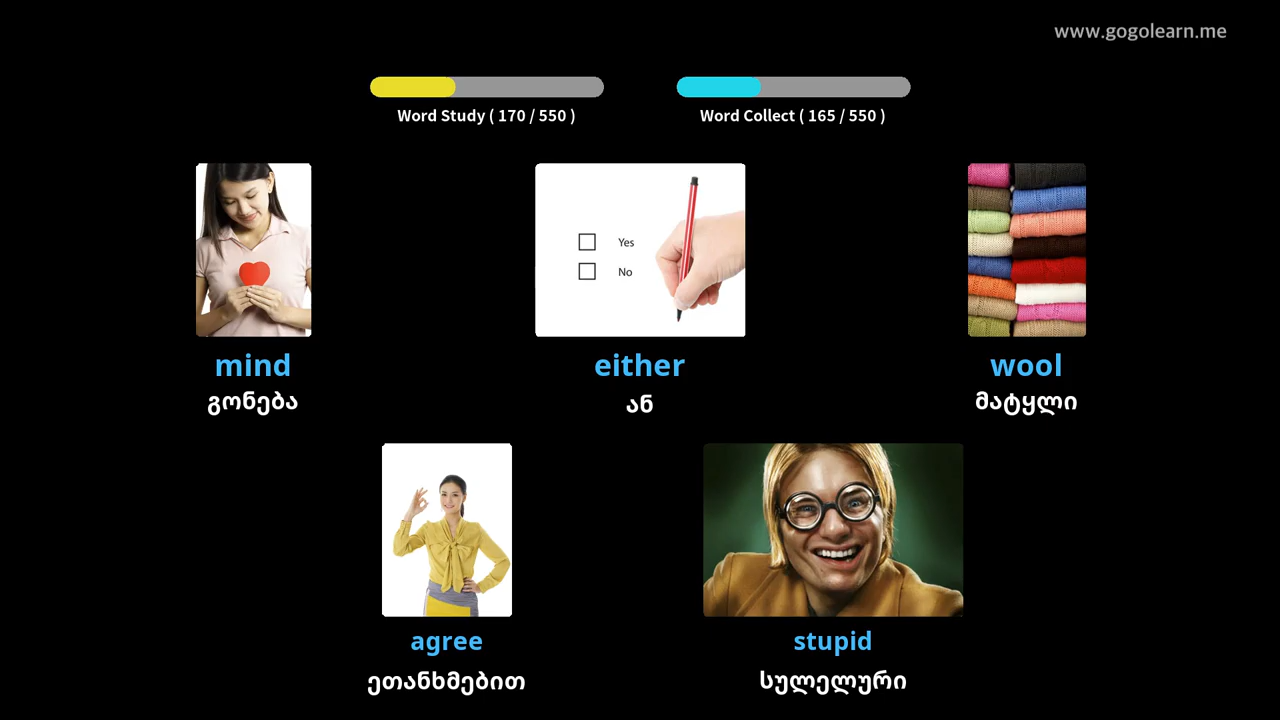 www.gogolearn.me
Word Study ( 170 / 550 )
Word Collect ( 165 / 550 )
Yes
No
mind
either
wool
გონება
ან
მატყლი
agree
stupid
ეთანხმებით
სულელური